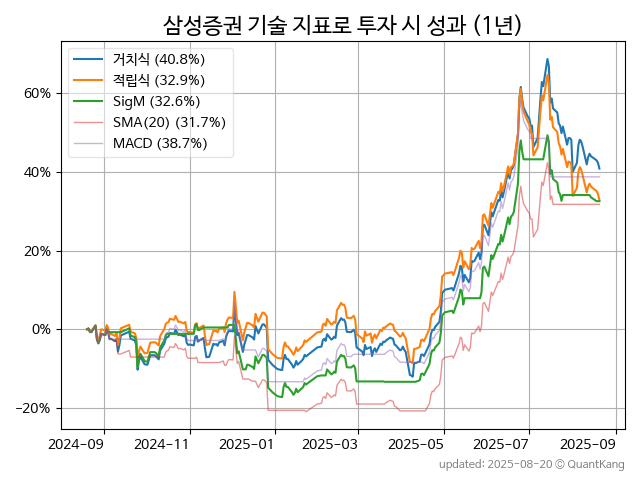 삼성증권 기술 지표로 투자 시 성과 (1년)
거치식 (40.8%)
적립식 (32.9%)
SigM (32.6%)
SMA(20) (31.7%)
MACD (38.7%)
60%
40%
20%
0%
−20%
2024-09 2024-11 2025-01 2025-03 2025-05 2025-07 2025-09
updated: 2025-08-20 © QuantKang